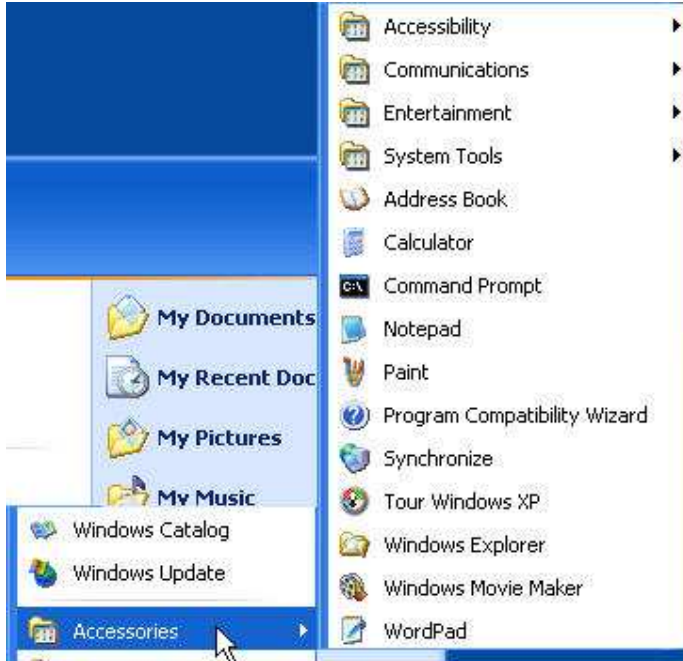 Accessibility
Communications
Entertainment
System Tools
Address Book
Calculator
Command Prompt
Notepad
Paint
Program Compatibility Wizard
Synchronize
Tour Windows XP
Windows Explorer
Windows Movie Maker
WordPad
My Documents
My Recent Doc
My Pictures
My Music
Windows Catalog
Windows Update
Accessories